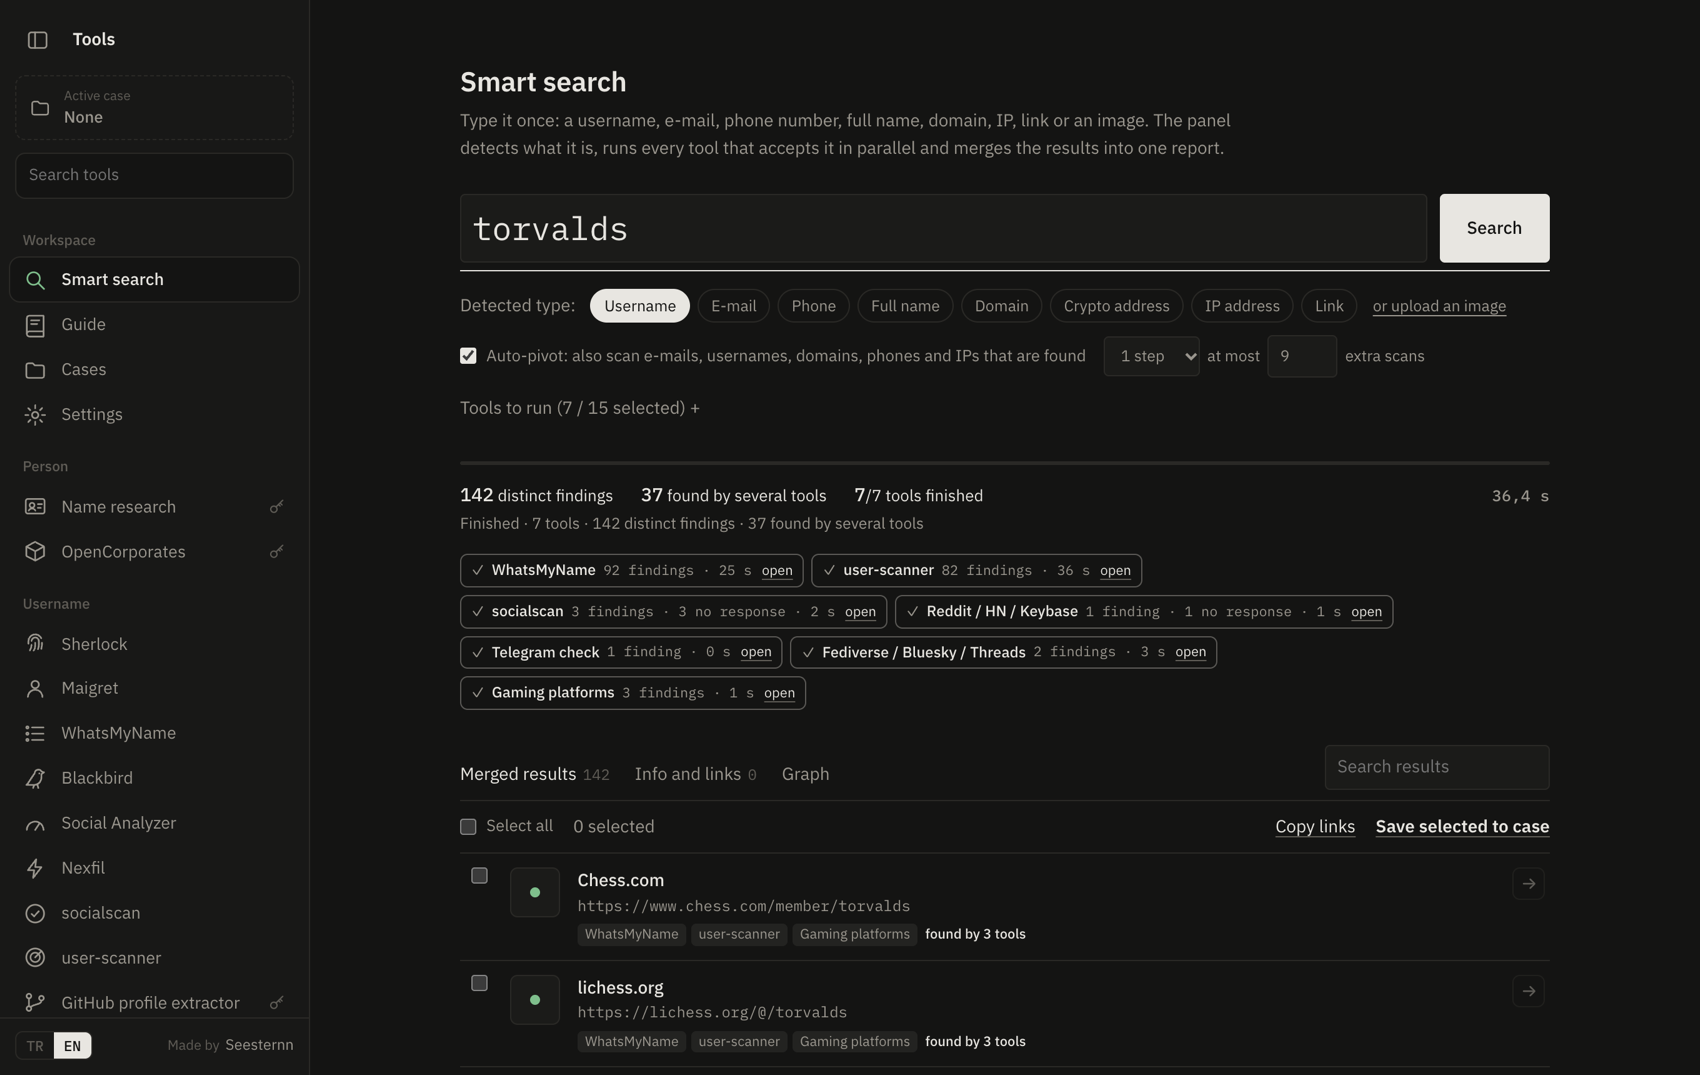 Tools
Active case
None
Search tools
Workspace
Smart search
Guide
Cases
Settings
Person
Name research
OpenCorporates
Username
Sherlock
Maigret
WhatsMyName
Blackbird
Social Analyzer
Nexfil
socialscan
user-scanner
GitHub profile extractor
TR EN Made by Seesternn
Smart search
Type it once: a username, e-mail, phone number, full name, domain, IP, link or an image. The panel
detects what it is, runs every tool that accepts it in parallel and merges the results into one report.
torvalds Search
Detected type: Username E-mail Phone Full name Domain Crypto address IP address Link or upload an image
Auto-pivot: also scan e-mails, usernames, domains, phones and IPs that are found 1 step at most 9 extra scans
Tools to run (7 / 15 selected) +
142 distinct findings 37 found by several tools 7/7 tools finished 36,4 s
Finished · 7 tools · 142 distinct findings · 37 found by several tools
WhatsMyName 92 findings · 25 s open user-scanner 82 findings · 36 s open
socialscan 3 findings · 3 no response · 2 s open Reddit / HN / Keybase 1 finding · 1 no response · 1 s open
Telegram check 1 finding · 0 s open Fediverse / Bluesky / Threads 2 findings · 3 s open
Gaming platforms 3 findings · 1 s open
Merged results 142 Info and links 0 Graph Search results
Select all 0 selected Copy links Save selected to case
Chess.com
https://www.chess.com/member/torvalds
WhatsMyName user-scanner Gaming platforms found by 3 tools
lichess.org
https://lichess.org/@/torvalds
WhatsMyName user-scanner Gaming platforms found by 3 tools